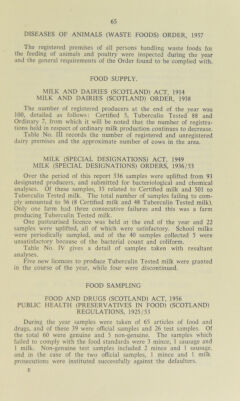 65
DISEASES OF ANIMALS (WASTE FOODS) ORDER, 1957
The registered premises of all persons handling waste foods for
the feeding of animals and poultry were inspected during the year
and the general requirements of the Order found to be complied with.
FOOD SUPPLY.
MILK AND DAIRIES (SCOTLAND) ACT, 1914
MILK AND DAIRIES (SCOTLAND) ORDER, 1938
The number of registered producers at the end of the year was
100, detailed as follows: Certified 5, Tuberculin Tested 88 and
Ordinary 7, from which it will be noted that the number of registra-
tions held in respect of ordinary milk production continues to decrease.
Table No. III records the number of registered and unregistered
dairy premises and the approximate number of cows in the area.
MILK (SPECIAL DESIGNATIONS) ACT, 1949
MILK (SPECIAL DESIGNATIONS) ORDERS,
Over the period of this report 536 samples were uplifted from 93
designated producers, and submitted for bacteriological and chemical
analyses. Of these samples, 35 related to Certified milk and 501 to
Tuberculin Tested milk. The total number of samples failing to com-
ply amounted to 56 (8 Certified milk and 48 Tuberculin Tested milk).
Only one farm had three consecutive failures and this was a farm
producing Tuberculin Tested milk.
One pasteurised licence was held at the end of the year and 22
samples were uplifted, all of which were satisfactory. School milks
were periodically sampled, and of the 40 samples collected 5 were
unsatisfactory because of the bacterial count and coliform.
Table No. IV gives a detail of samples taken with resultant
analyses.
Five new licences to produce Tuberculin Tested milk were granted
in the course of the year, while four were discontinued.
FOOD SAMPLING
FOOD AND DRUGS (SCOTLAND) ACT, 1956
PUBLIC HEALTH (PRESERVATIVES IN FOOD) (SCOTLAND)
REGULATIONS, 1925/53
During the year samples were taken of 65 articles of food and
drugs, and of these 39 were official samples and 26 test samples. Of
the total 60 were genuine and 5 non-genuine. The samples which
failed to comply with the food standards were 3 mince, 1 sausage and
1 milk. Non-genuine test samples included 2 mince and 1 sausage,
and in the case of the two official samples, 1 mince and 1 milk
prosecutions were instituted successfully against the defaulters.
E